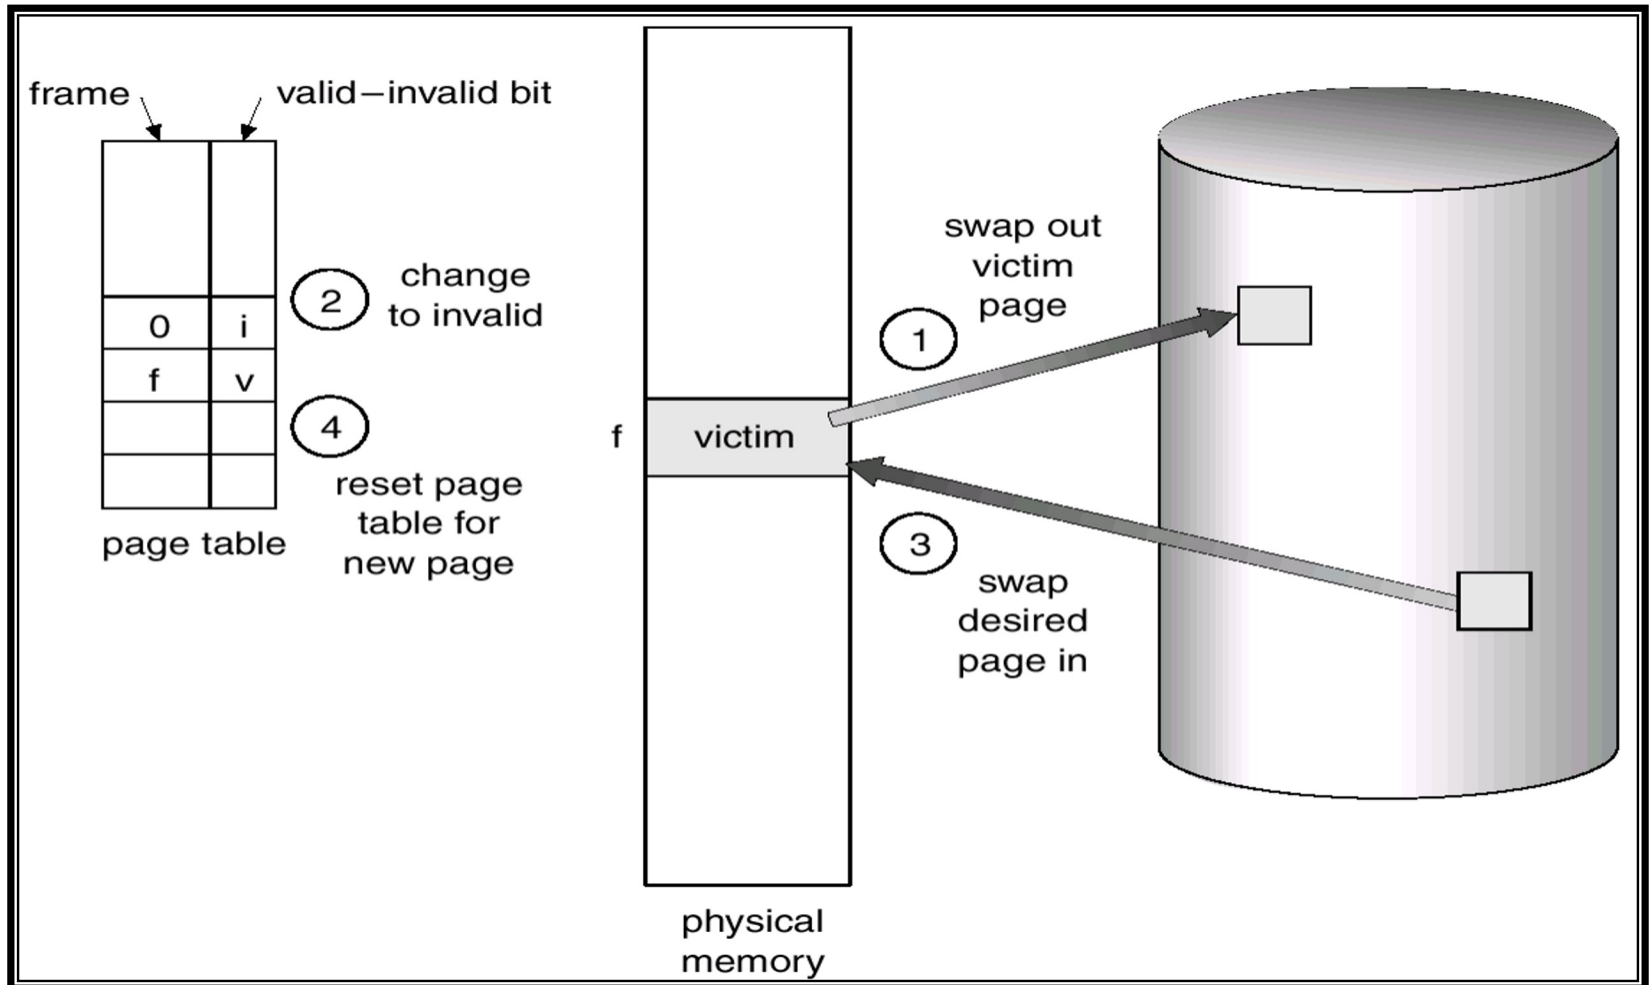 frame
valid–invalid bit
0
i
f
v
page table
2
change
to invalid
4
reset page
table for
new page
f
victim
physical
memory
1
swap out
victim
page
3
swap
desired
page in